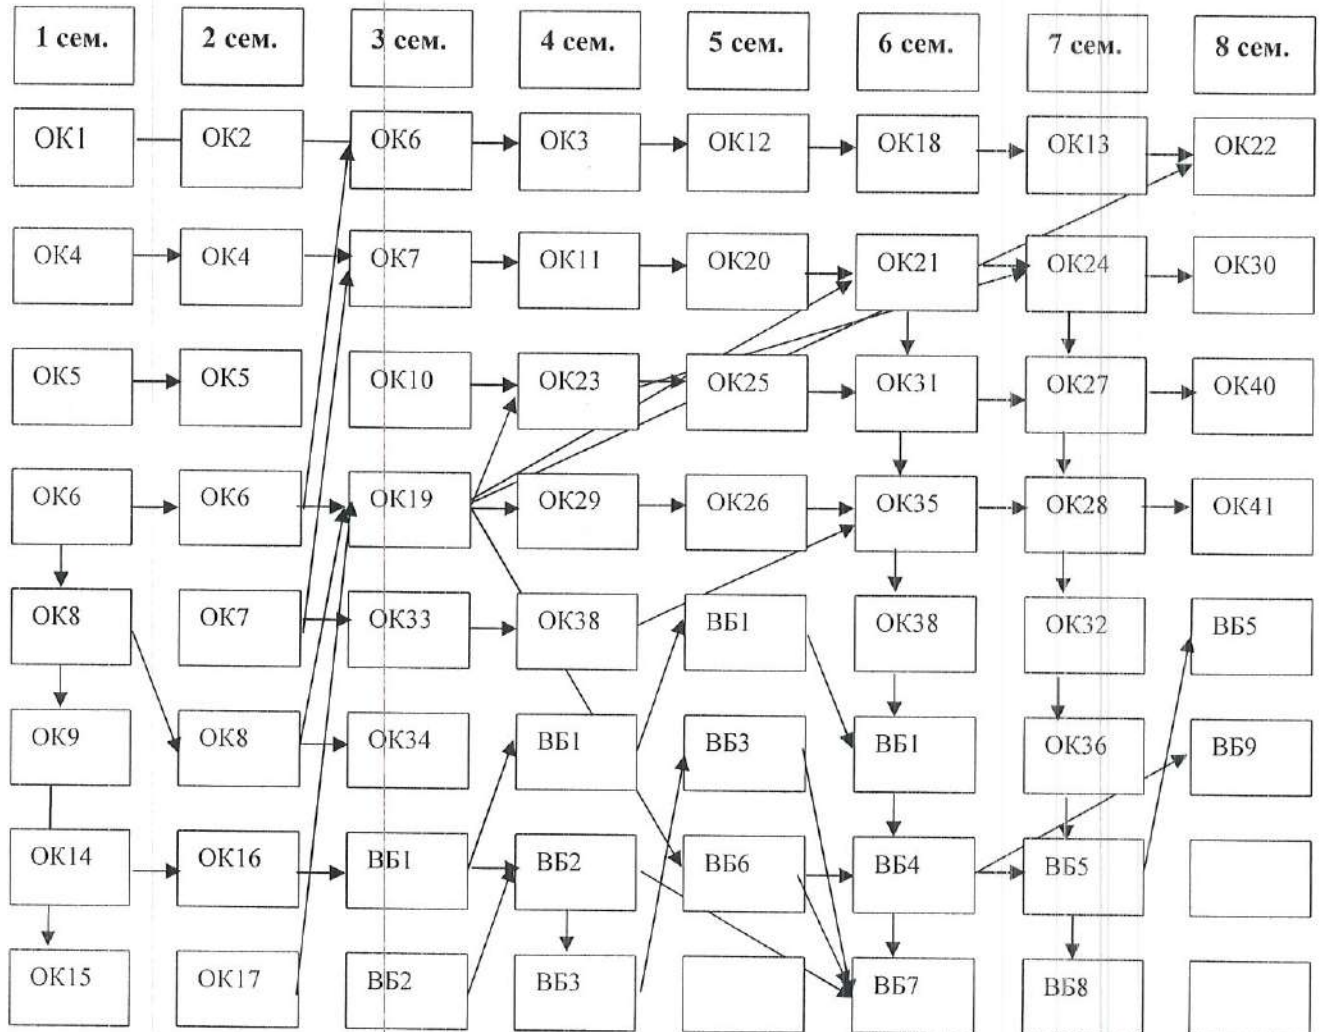 1 сем. 2 сем. 3 сем. 4 сем. 5 сем. 6 сем. 7 сем. 8 сем.
ОК1 ОК2 ОК6 ОК3 ОК12 ОК18 ОК13 ОК22
ОК4 ОК4 ОК7 ОК11 ОК20 ОК21 ОК24 ОК30
ОК5 ОК5 ОК10 ОК23 ОК25 ОК31 ОК27 ОК40
ОК6 ОК6 ОК19 ОК29 ОК26 ОК35 ОК28 ОК41
ОК8 ОК7 ОК33 ОК38 ВБ1 ОК38 ОК32 ВБ5
ОК9 ОК8 ОК34 ВБ1 ВБ3 ВБ1 ОК36 ВБ9
ОК14 ОК16 ВБ1 ВБ2 ВБ6 ВБ4 ВБ5
ОК15 ОК17 ВБ2 ВБ3 ВБ7 ВБ8